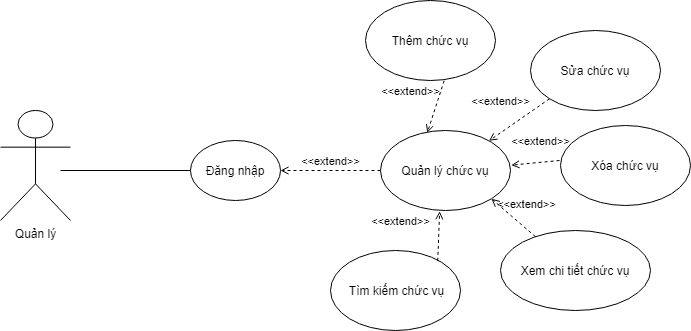 Thêm chức vụ
Sửa chức vụ
<<extend>>
<<extend>>
<<extend>>
Đăng nhập
<<extend>>
Quản lý chức vụ
Xóa chức vụ
<<extend>>
<<extend>>
Quản lý
Xem chi tiết chức vụ
Tìm kiếm chức vụ